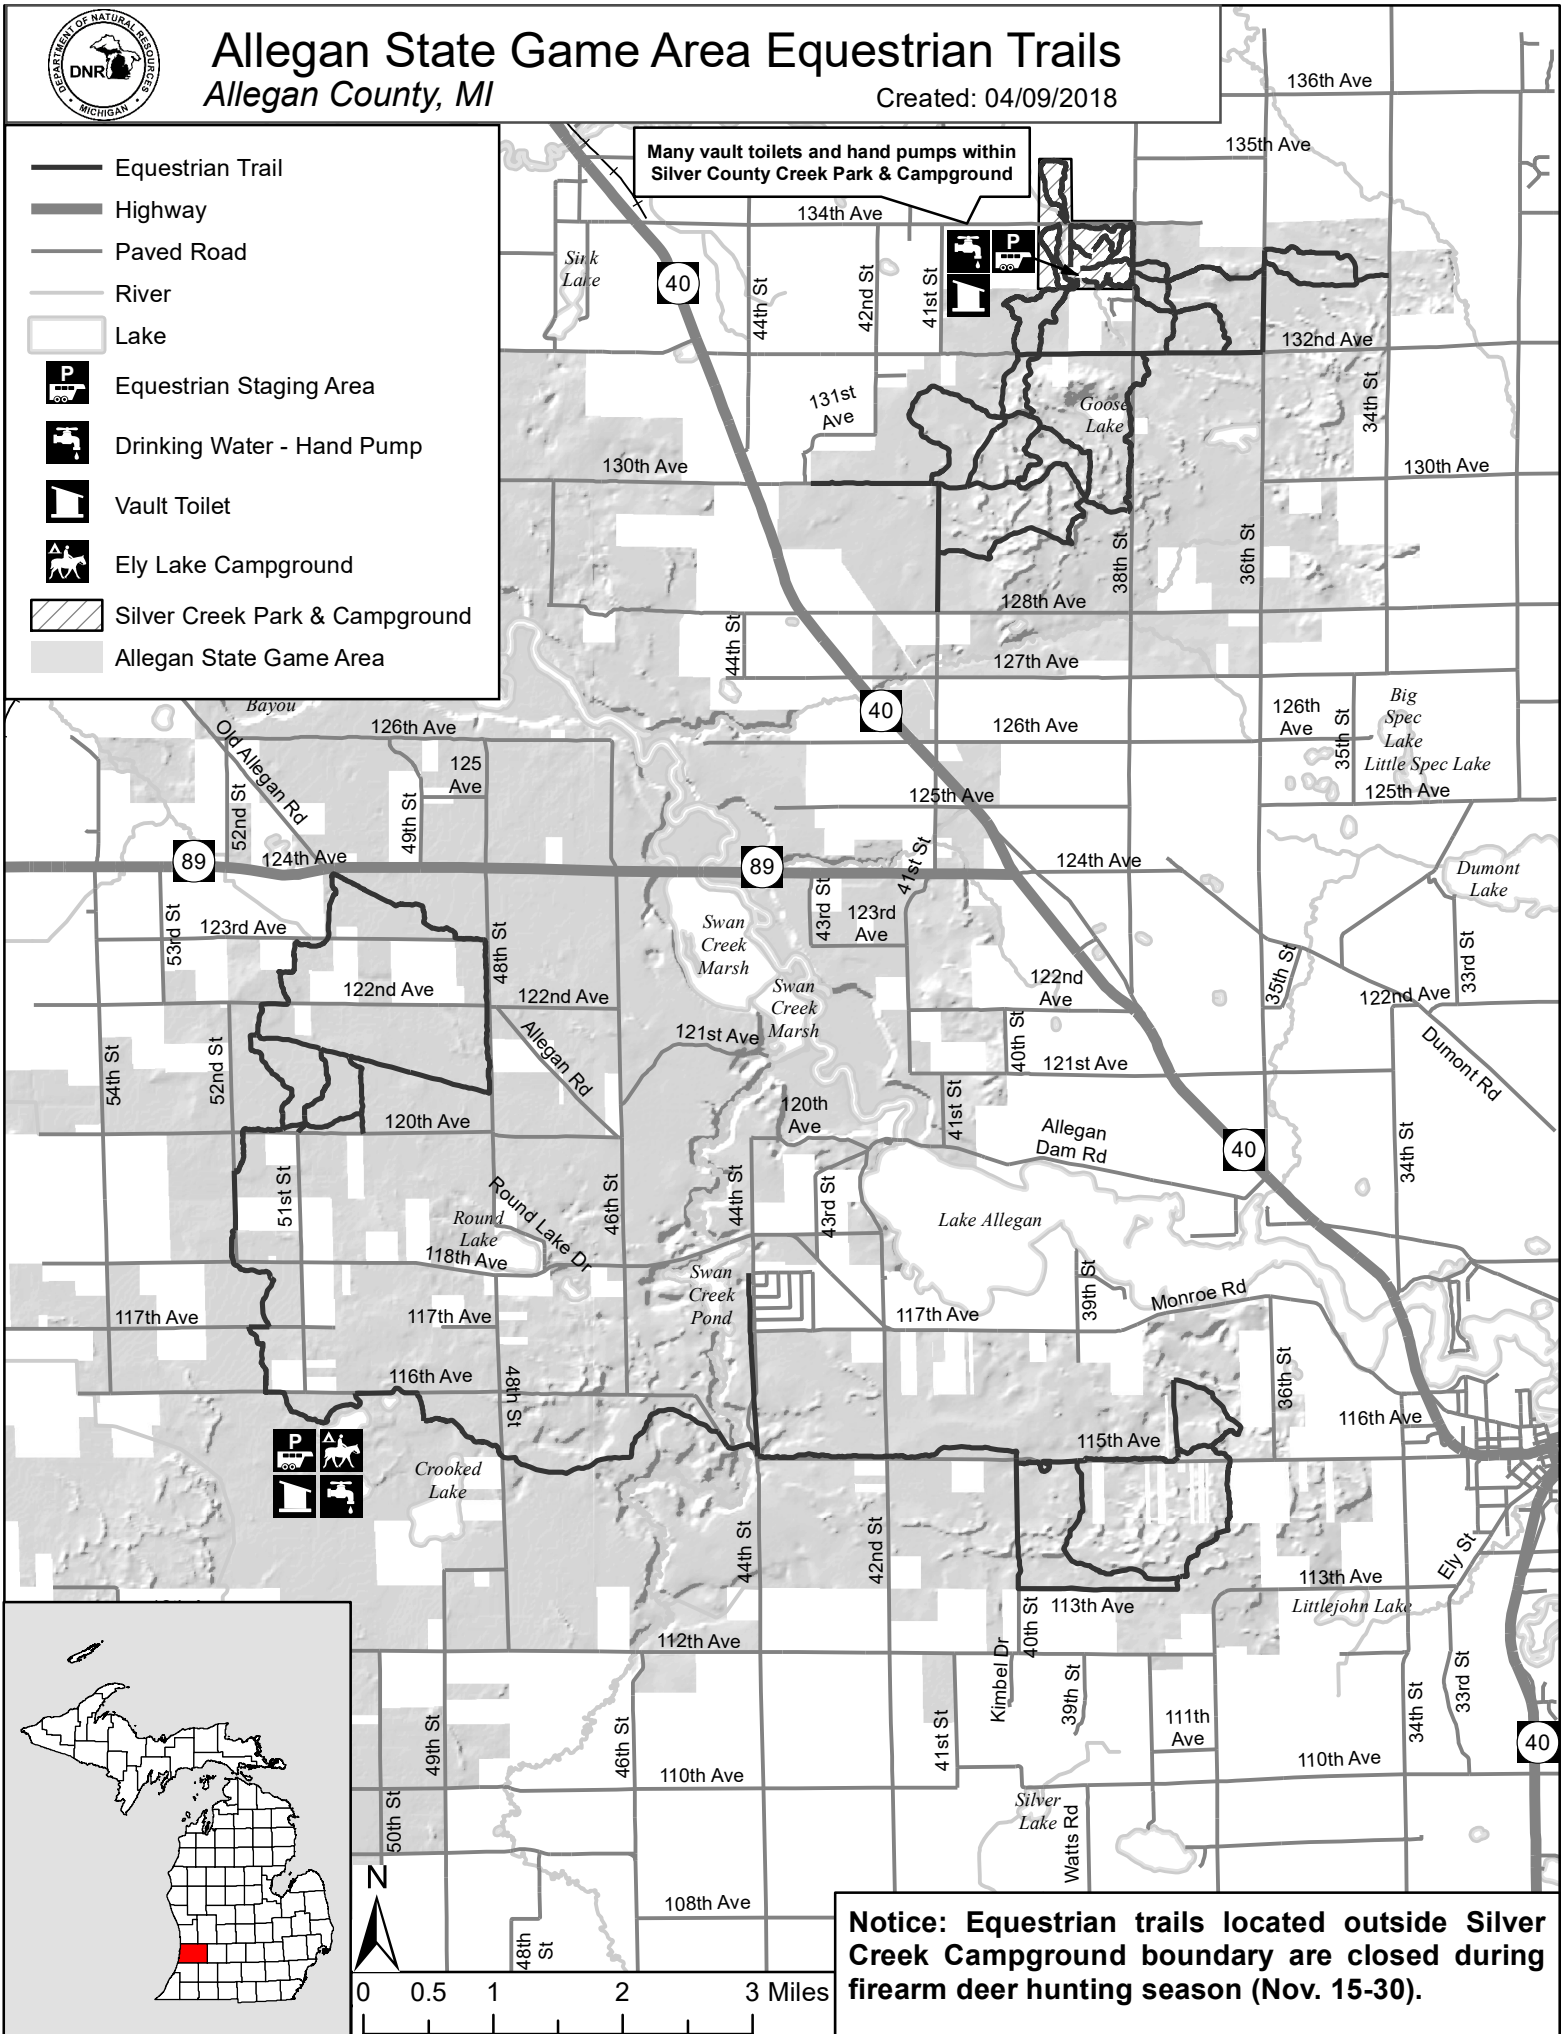 DEPARTMENT OF NATURAL RESOURCES
DNR
MICHIGAN
Allegan State Game Area Equestrian Trails
Allegan County, MI
Created: 04/09/2018
Equestrian Trail
Highway
Paved Road
River
Lake
P
Equestrian Staging Area
Drinking Water - Hand Pump
Vault Toilet
Ely Lake Campground
Silver Creek Park & Campground
Allegan State Game Area
Many vault toilets and hand pumps within
Silver County Creek Park & Campground
136th Ave
135th Ave
134th Ave
P
Sink
Lake
40
44th St
42nd St
41st St
132nd Ave
34th St
131st
Ave
Goose
Lake
130th Ave
130th Ave
38th St
36th St
128th Ave
44th St
127th Ave
Bayou
40
126th Ave
Old Allegan Rd
126th Ave
126th
Ave
35th St
Big
Spec
Lake
Little Spec Lake
125
Ave
125th Ave
125th Ave
52nd St
49th St
89
124th Ave
89
41st St
124th Ave
Dumont
Lake
53rd St
123rd Ave
48th St
Swan
Creek
Marsh
43rd St
123rd
Ave
33rd St
35th St
122nd Ave
122nd Ave
Swan
Creek
Marsh
122nd
Ave
122nd Ave
Allegan Rd
121st Ave
40th St
121st Ave
Dumont Rd
54th St
52nd St
120th Ave
120th
Ave
41st St
Allegan
Dam Rd
40
34th St
51st St
Round
Lake
Round Lake Dr
46th St
44th St
43rd St
Lake Allegan
118th Ave
Swan
Creek
Pond
39th St
Monroe Rd
117th Ave
117th Ave
117th Ave
116th Ave
48th St
36th St
116th Ave
P
115th Ave
Crooked
Lake
44th St
42nd St
Ely St
113th Ave
113th Ave
Littlejohn Lake
40th St
112th Ave
Kimbel Dr
39th St
33rd St
34th St
49th St
46th St
41st St
111th
Ave
40
110th Ave
110th Ave
50th St
Silver
Lake
Watts Rd
N
108th Ave
48th
St
0 0.5 1 2 3 Miles
Notice: Equestrian trails located outside Silver
Creek Campground boundary are closed during
firearm deer hunting season (Nov. 15-30).